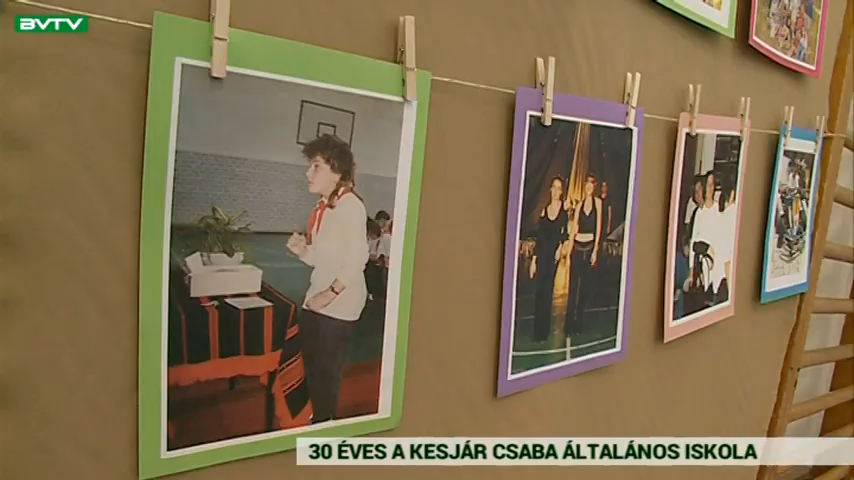 BVTV
30 ÉVES A KESJÁR CSABA ÁLTALÁNOS ISKOLA